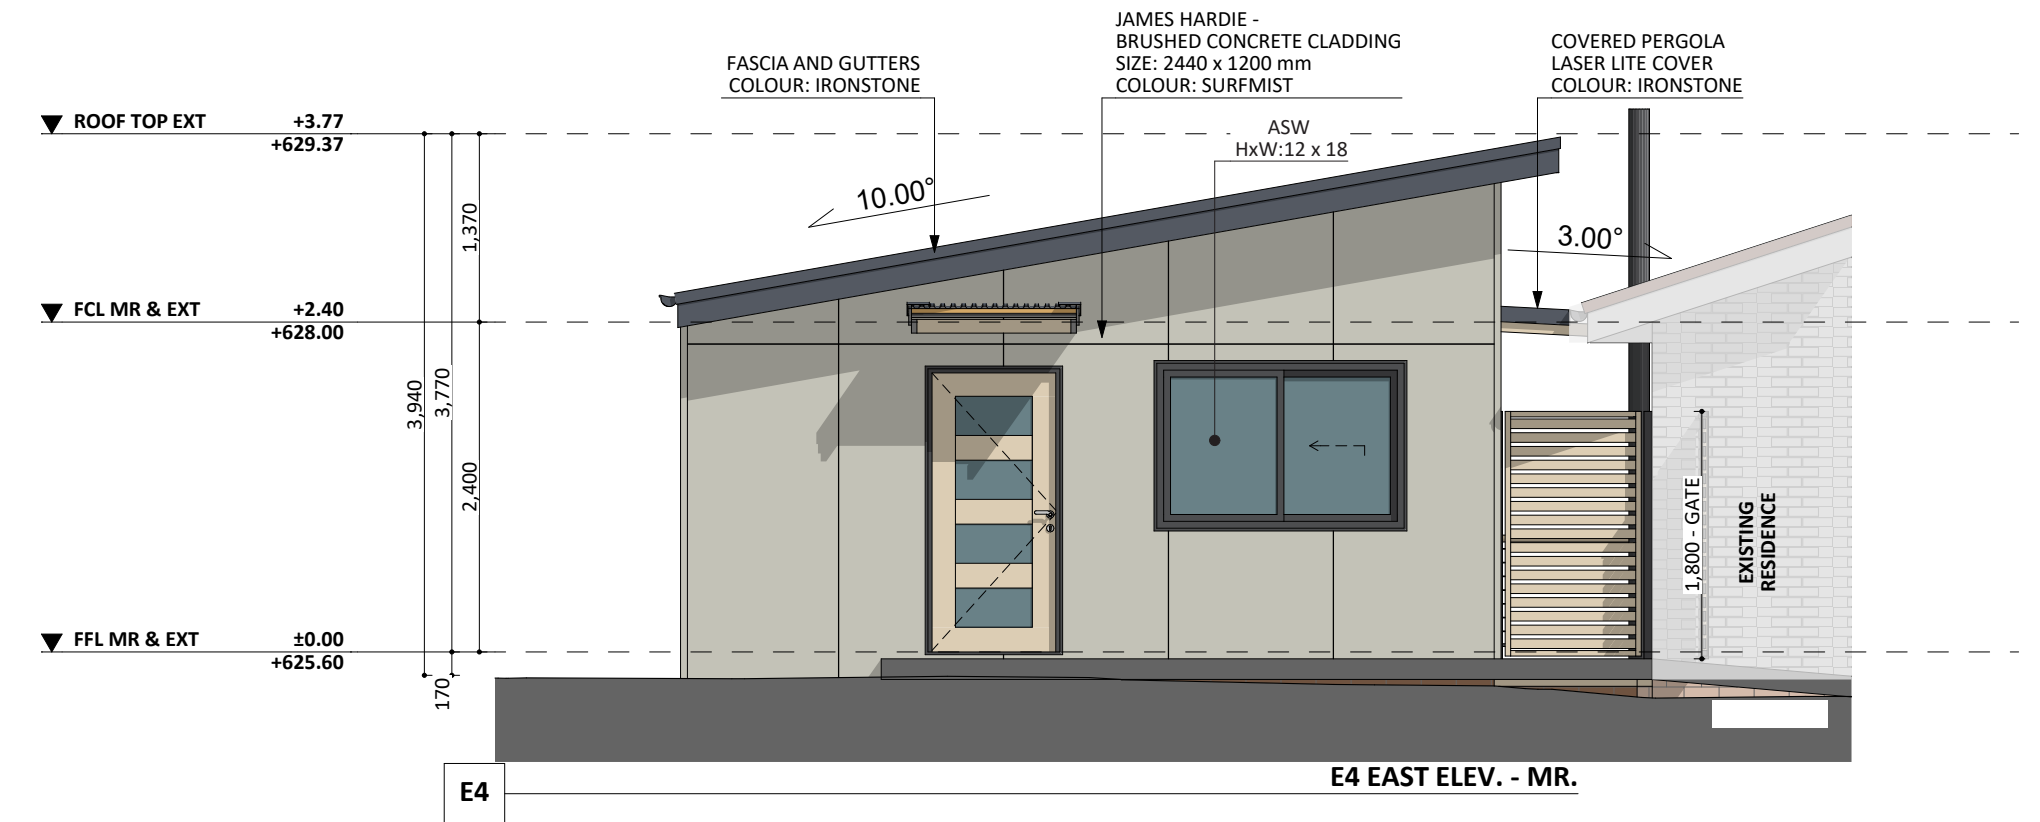 JAMES HARDIE -
BRUSHED CONCRETE CLADDING
SIZE: 2440 x 1200 mm
COLOUR: SURFMIST
FASCIA AND GUTTERS
COLOUR: IRONSTONE
COVERED PERGOLA
LASER LITE COVER
COLOUR: IRONSTONE
ROOF TOP EXT +3.77
+629.37
ASW
HxW:12 x 18
10.00°
3.00°
1,370
FCL MR & EXT +2.40
+628.00
3,940
3,770
2,400
1,800 - GATE
EXISTING
RESIDENCE
FFL MR & EXT ±0.00
+625.60
170
E4 EAST ELEV. - MR.
E4